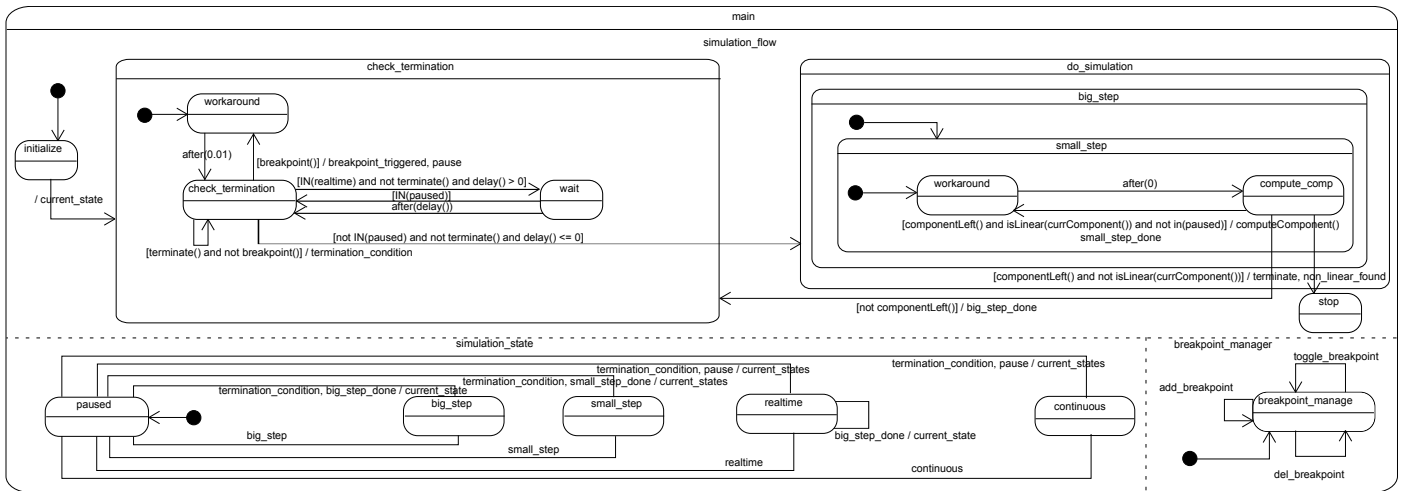 main
simulation_flow
check_termination
do_simulation
big_step
workaround
small_step
initialize
after(0.01)
[breakpoint()] / breakpoint_triggered, pause
[IN(realtime) and not terminate() and delay() > 0]
check_termination
wait
[IN(paused)]
after(delay())
workaround
after(0)
compute_comp
/ current_state
[componentLeft() and isLinear(currComponent()) and not in(paused)] / computeComponent()
small_step_done
[not IN(paused) and not terminate() and delay() <= 0]
[terminate() and not breakpoint()] / termination_condition
[componentLeft() and not isLinear(currComponent())] / terminate, non_linear_found
[not componentLeft()] / big_step_done
stop
simulation_state
breakpoint_manager
termination_condition, pause / current_states
toggle_breakpoint
termination_condition, pause / current_states
termination_condition, small_step_done / current_states
termination_condition, big_step_done / current_state
add_breakpoint
paused
big_step
small_step
realtime
continuous
breakpoint_manage
big_step
big_step_done / current_state
small_step
realtime
continuous
del_breakpoint